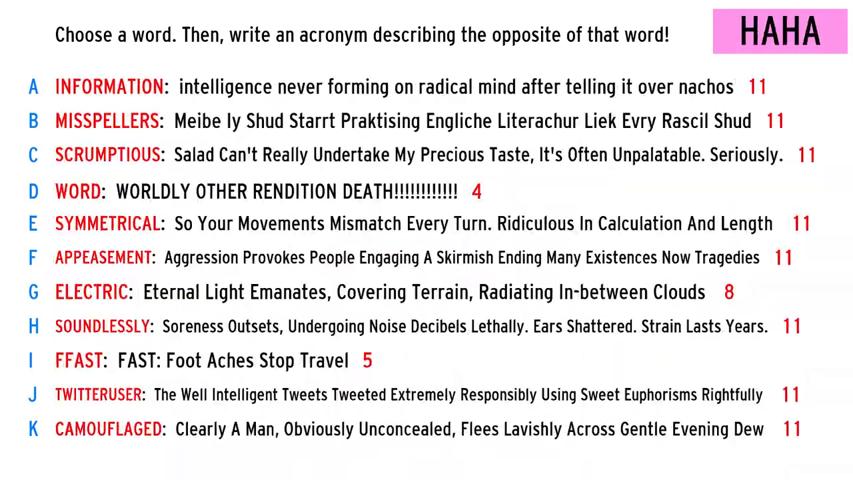 Choose a word. Then, write an acronym describing the opposite of that word!
HAHA
A INFORMATION: intelligence never forming on radical mind after telling it over nachos 11
B MISSPELLERS: Meibe Iy Shud Starrt Praktising Engliche Literachur Liek Evry Rascil Shud 11
C SCRUMPTIOUS: Salad Can't Really Undertake My Precious Taste, It's Often Unpalatable. Seriously. 11
D WORD: WORLDLY OTHER RENDITION DEATH!!!!!!!!!!!! 4
E SYMMETRICAL: So Your Movements Mismatch Every Turn. Ridiculous In Calculation And Length 11
F APPEASEMENT: Aggression Provokes People Engaging A Skirmish Ending Many Existences Now Tragedies 11
G ELECTRIC: Eternal Light Emanates, Covering Terrain, Radiating In-between Clouds 8
H SOUNDLESSLY: Soreness Outsets, Undergoing Noise Decibels Lethally. Ears Shattered. Strain Lasts Years. 11
I FFAST: FAST: Foot Aches Stop Travel 5
J TWITTERUSER: The Well Intelligent Tweets Tweeted Extremely Responsibly Using Sweet Euphorisms Rightfully 11
K CAMOUFLAGED: Clearly A Man, Obviously Unconcealed, Flees Lavishly Across Gentle Evening Dew 11